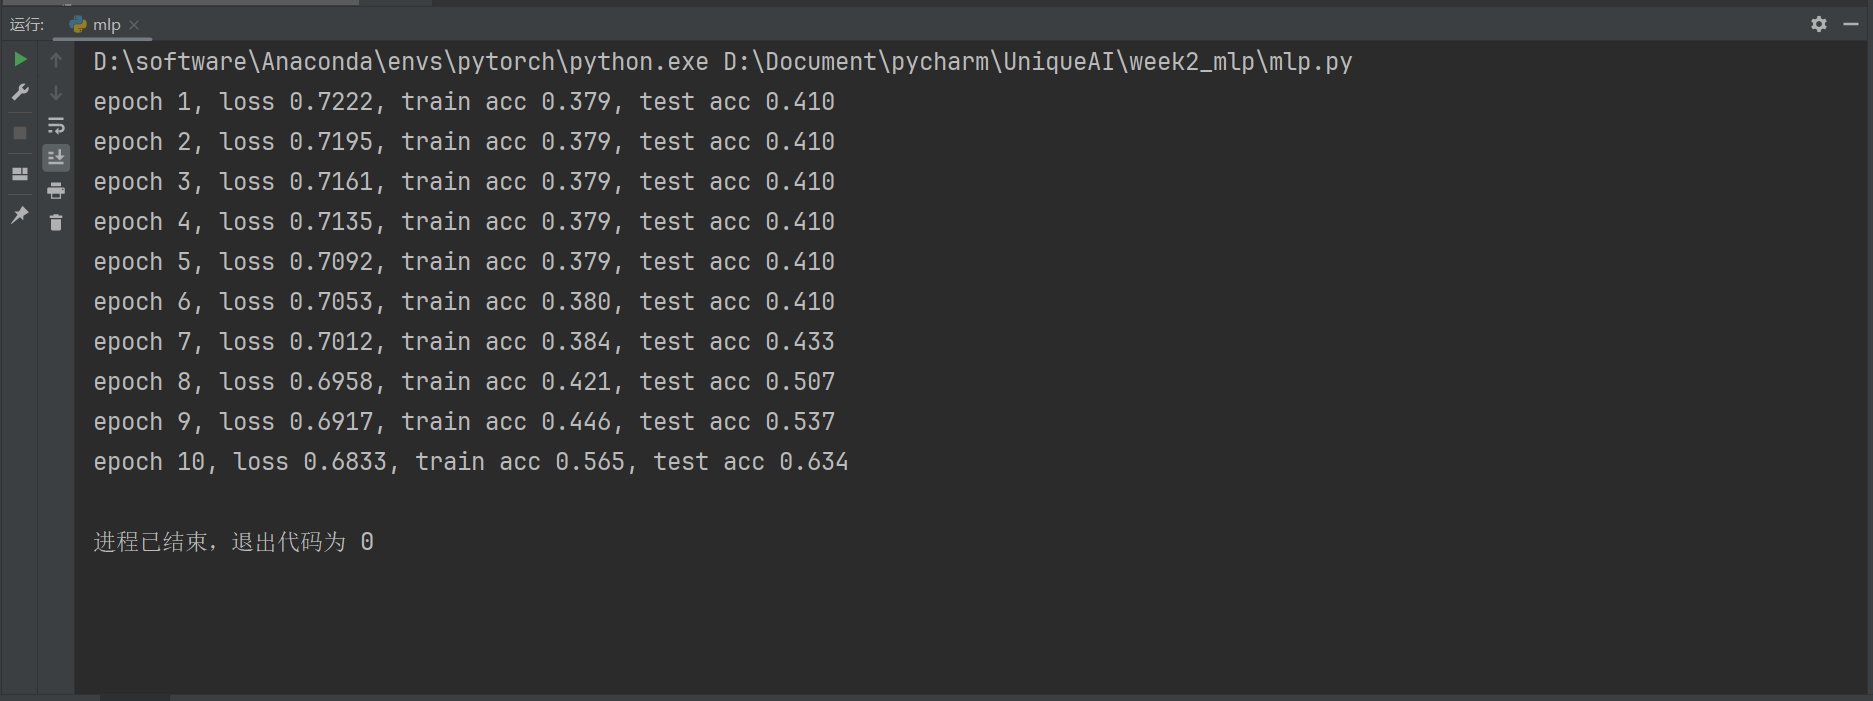 运行: mlp
D:\software\Anaconda\envs\pytorch\python.exe D:\Document\pycharm\UniqueAI\week2_mlp\mlp.py
epoch 1, loss 0.7222, train acc 0.379, test acc 0.410
epoch 2, loss 0.7195, train acc 0.379, test acc 0.410
epoch 3, loss 0.7161, train acc 0.379, test acc 0.410
epoch 4, loss 0.7135, train acc 0.379, test acc 0.410
epoch 5, loss 0.7092, train acc 0.379, test acc 0.410
epoch 6, loss 0.7053, train acc 0.380, test acc 0.410
epoch 7, loss 0.7012, train acc 0.384, test acc 0.433
epoch 8, loss 0.6958, train acc 0.421, test acc 0.507
epoch 9, loss 0.6917, train acc 0.446, test acc 0.537
epoch 10, loss 0.6833, train acc 0.565, test acc 0.634
进程已结束，退出代码为 0